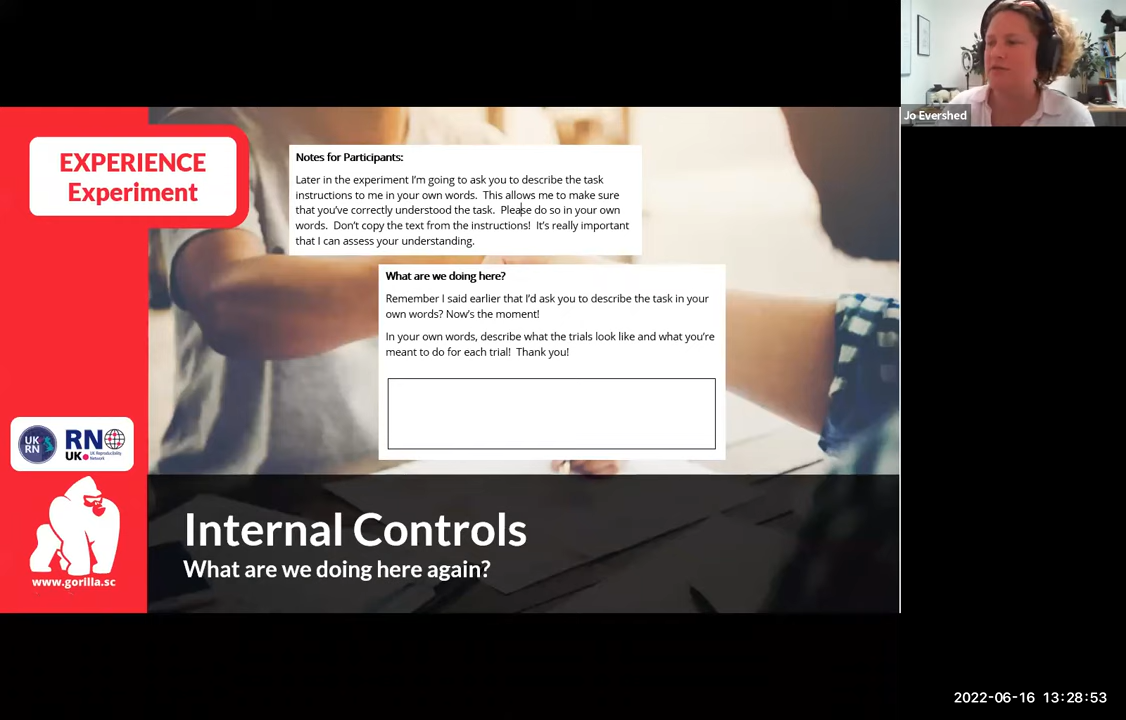 EXPERIENCE
Experiment
Notes for Participants:
Later in the experiment I'm going to ask you to describe the task
instructions to me in your own words.  This allows me to make sure
that you've correctly understood the task.  Please do so in your own
words.  Don't copy the text from the instructions!  It's really important
that I can assess your understanding.
What are we doing here?
Remember I said earlier that I'd ask you to describe the task in your
own words? Now's the moment!
In your own words, describe what the trials look like and what you're
meant to do for each trial!  Thank you!
UK
RN
RN
UK
UK Reproducibility
Network
www.gorilla.sc
Internal Controls
What are we doing here again?
Jo Evershed
2022-06-16 13:28:53